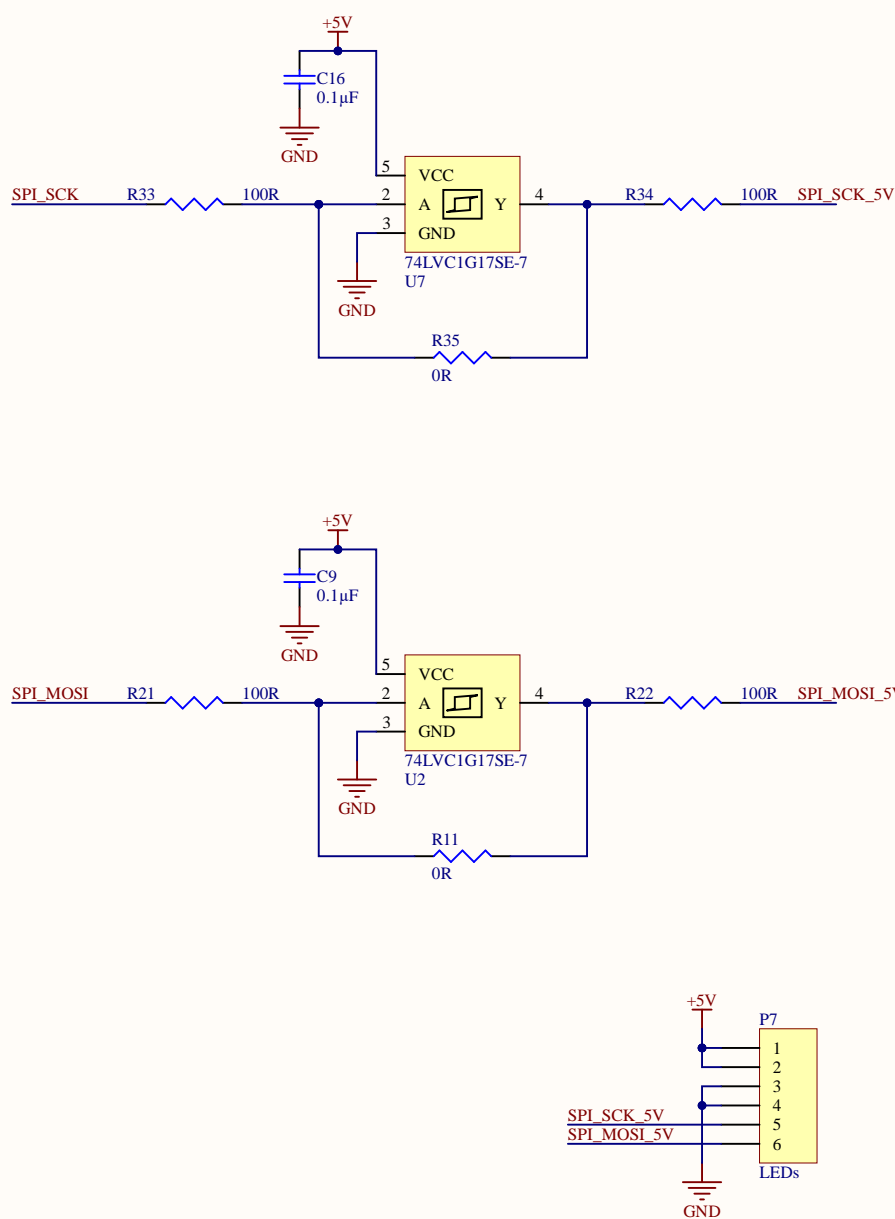 +5V
C16
0.1µF
GND
SPI_SCK R33 100R
5 VCC
2 A Y 4
3 GND
R34 100R SPI_SCK_5V
74LVC1G17SE-7
U7
GND
R35
0R
+5V
C9
0.1µF
GND
SPI_MOSI R21 100R
5 VCC
2 A Y 4
3 GND
R22 100R SPI_MOSI_5V
74LVC1G17SE-7
U2
GND
R11
0R
+5V
P7
1
2
3
4
SPI_SCK_5V 5
SPI_MOSI_5V 6
LEDs
GND